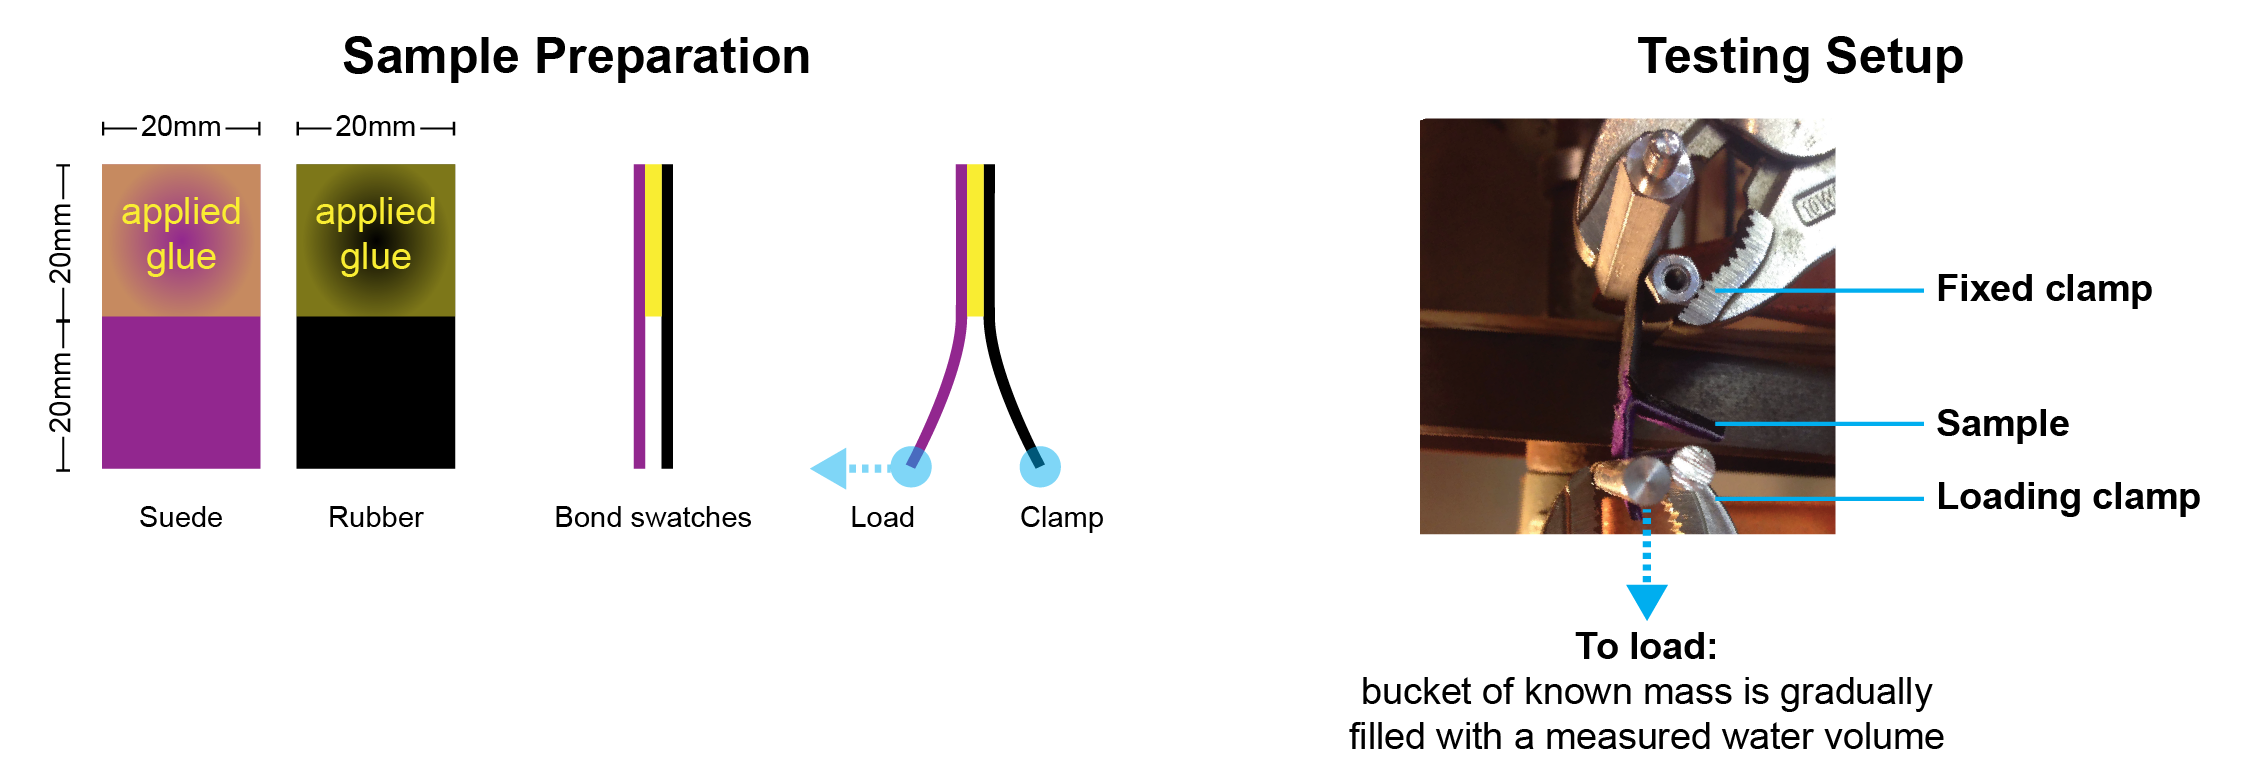 Sample Preparation
20mm
20mm
20mm
20mm
applied
glue
applied
glue
Suede
Rubber
Bond swatches
Load
Clamp
Testing Setup
Fixed clamp
Sample
Loading clamp
To load:
bucket of known mass is gradually
filled with a measured water volume